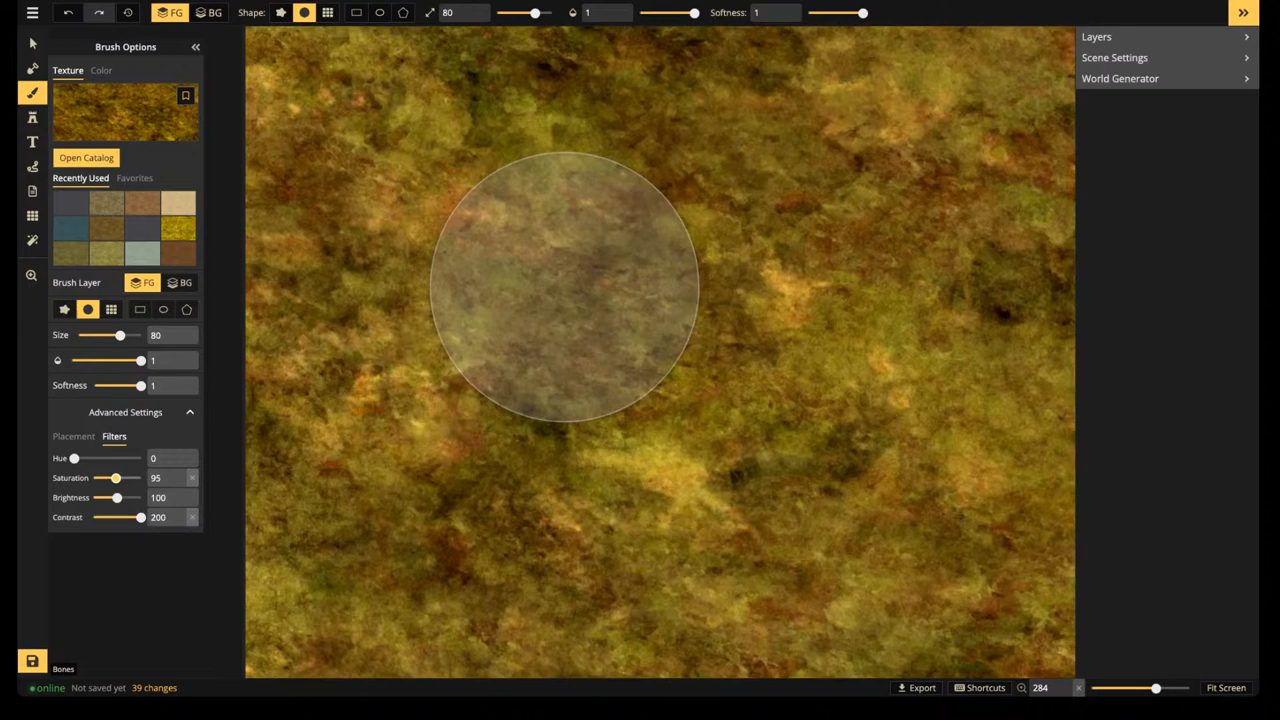 FG BG Shape: 80 1 Softness: 1
Brush Options
Texture Color
Open Catalog
Recently Used Favorites
Brush Layer FG BG
Size 80
1
Softness 1
Advanced Settings
Placement Filters
Hue 0
Saturation 95
Brightness 100
Contrast 200
Bones
Layers
Scene Settings
World Generator
online Not saved yet 39 changes Export Shortcuts 284 Fit Screen